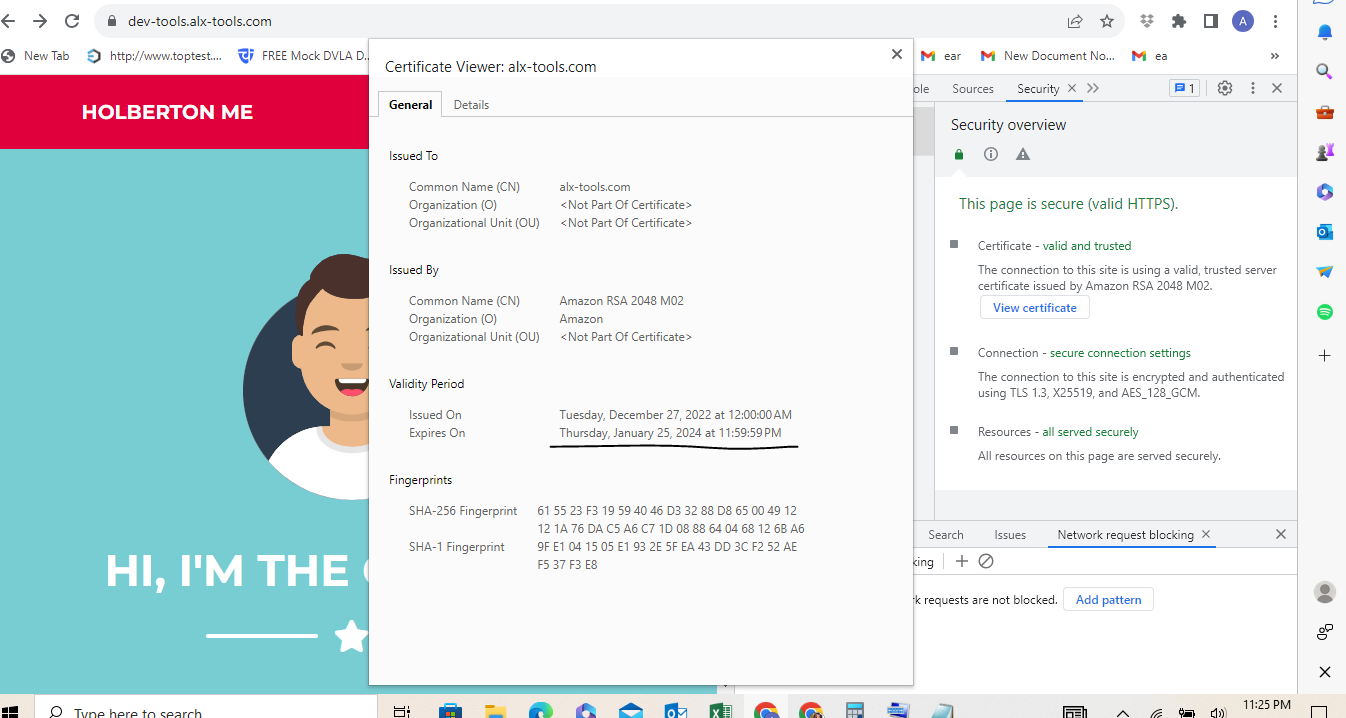 dev-tools.alx-tools.com
A
New Tab
http://www.toptest....
FREE Mock DVLA D..
ear
New Document No...
ea
»
Certificate Viewer: alx-tools.com
General
Details
Issued To
Common Name (CN) alx-tools.com
Organization (O) <Not Part Of Certificate>
Organizational Unit (OU) <Not Part Of Certificate>
Issued By
Common Name (CN) Amazon RSA 2048 M02
Organization (O) Amazon
Organizational Unit (OU) <Not Part Of Certificate>
Validity Period
Issued On Tuesday, December 27, 2022 at 12:00:00 AM
Expires On Thursday, January 25, 2024 at 11:59:59 PM
Fingerprints
SHA-256 Fingerprint 61 55 23 F3 19 59 40 46 D3 32 88 D8 65 00 49 12
12 1A 76 DA C5 A6 C7 1D 08 88 64 04 68 12 6B A6
SHA-1 Fingerprint 9F E1 04 15 05 E1 93 2E 5F EA 43 DD 3C F2 52 AE
F5 37 F3 E8
HOLBERTON ME
HI, I'M THE
ole
Sources
Security
1
Security overview
This page is secure (valid HTTPS).
Certificate - valid and trusted
The connection to this site is using a valid, trusted server
certificate issued by Amazon RSA 2048 M02.
View certificate
Connection - secure connection settings
The connection to this site is encrypted and authenticated
using TLS 1.3, X25519, and AES_128_GCM.
Resources - all served securely
All resources on this page are served securely.
Search
Issues
Network request blocking
king
k requests are not blocked.
Add pattern
Type here to search
11:25 PM